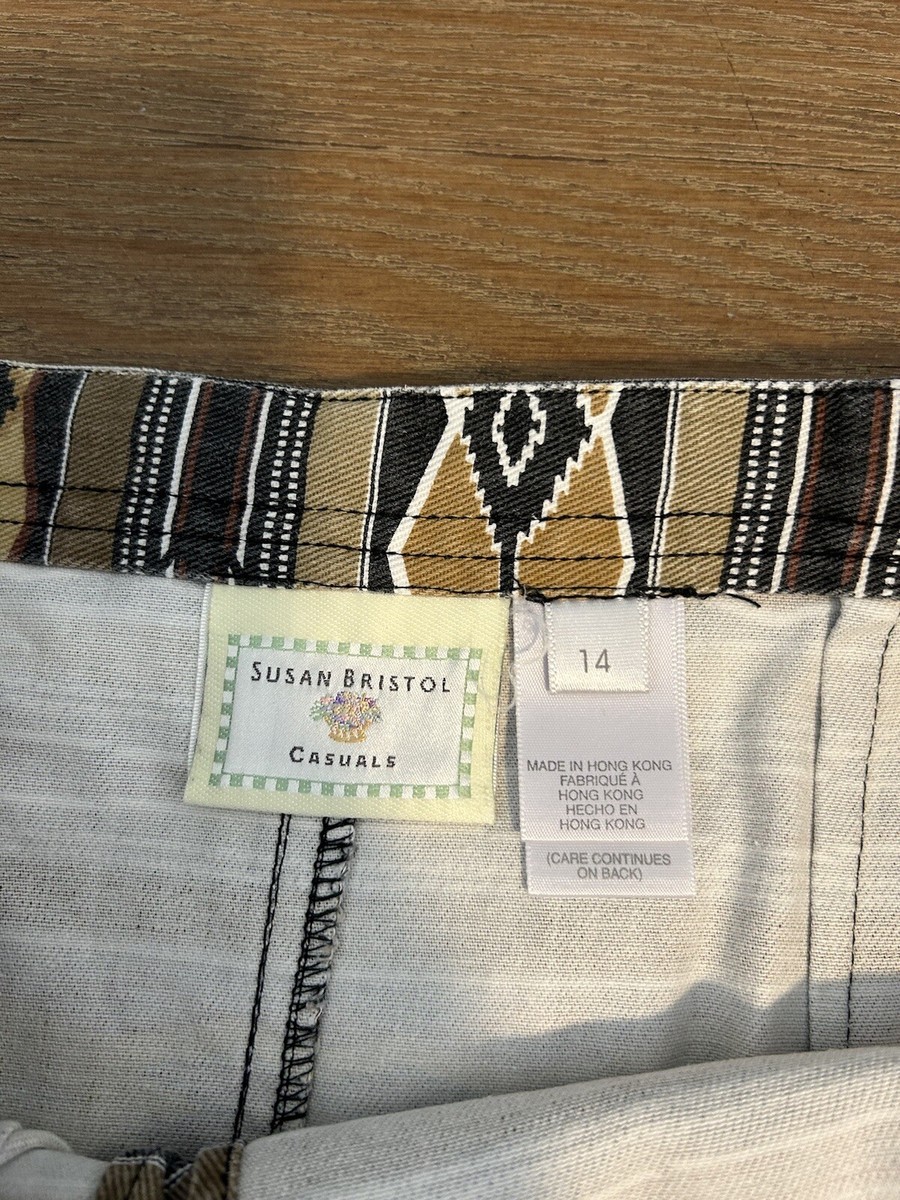 SUSAN BRISTOL
CASUALS
14
MADE IN HONG KONG
FABRIQUÉ À
HONG KONG
HECHO EN
HONG KONG
(CARE CONTINUES
ON BACK)